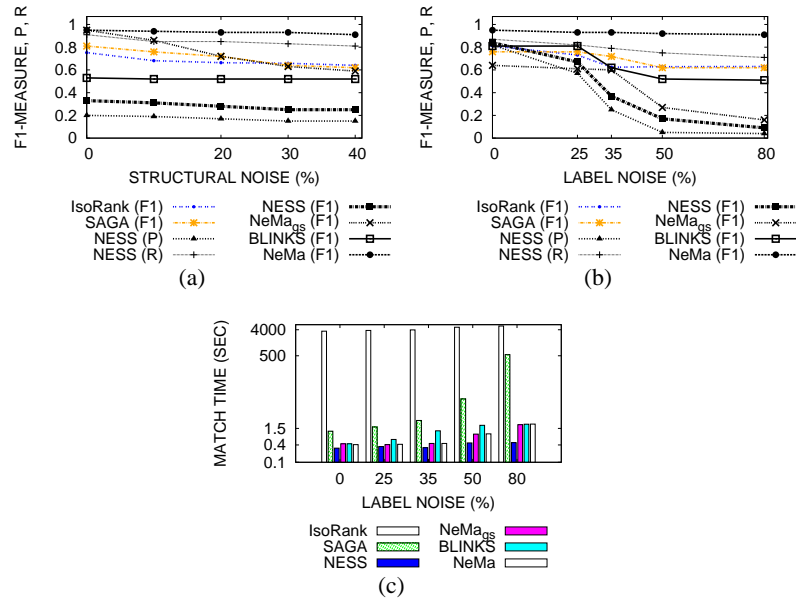 F1-MEASURE, P, R
1
0.8
0.6
0.4
0.2
0
0 10 20 30 40
STRUCTURAL NOISE (%)
IsoRank (F1)
SAGA (F1)
NESS (P)
NESS (R)
NESS (F1)
NeMags (F1)
BLINKS (F1)
NeMa (F1)
(a)
F1-MEASURE, P, R
1
0.8
0.6
0.4
0.2
0
0 25 35 50 80
LABEL NOISE (%)
IsoRank (F1)
SAGA (F1)
NESS (P)
NESS (R)
NESS (F1)
NeMags (F1)
BLINKS (F1)
NeMa (F1)
(b)
MATCH TIME (SEC)
4000
500
1.5
0.4
0.1
0 25 35 50 80
LABEL NOISE (%)
IsoRank
SAGA
NESS
NeMags
BLINKS
NeMa
(c)